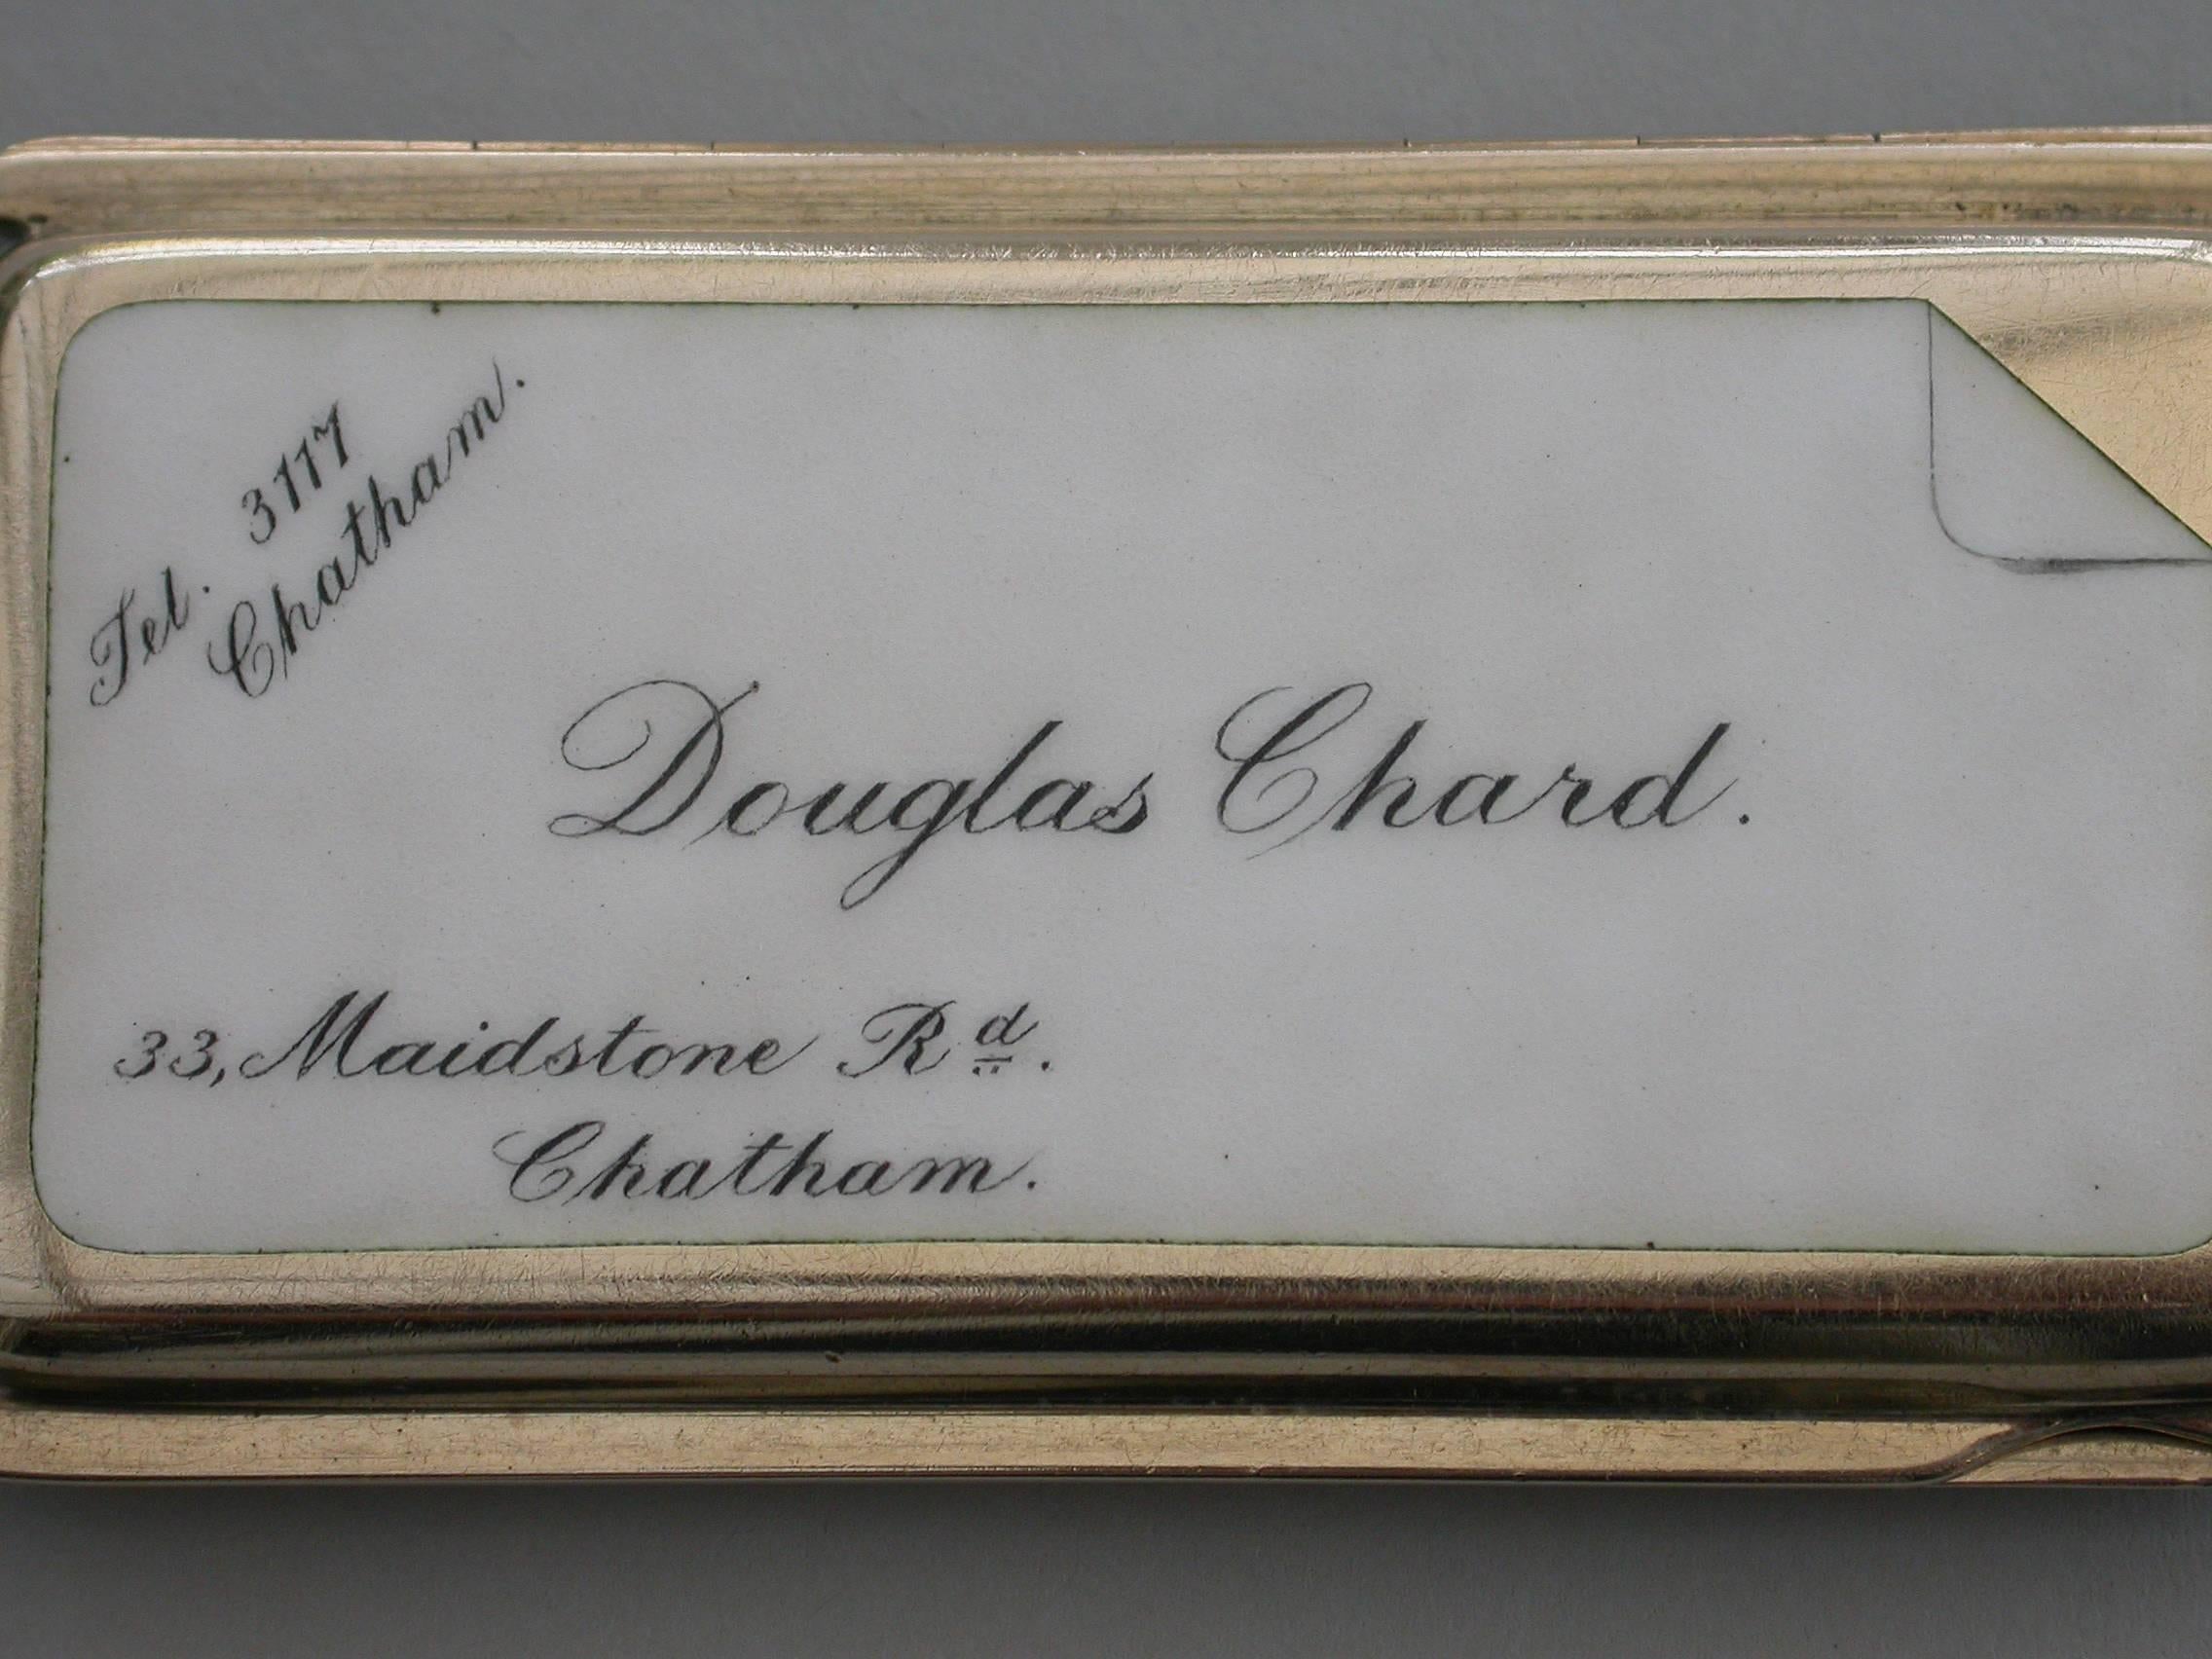 Tel. 3117
Chatham.
Douglas Chard.
33, Maidstone Rd.
Chatham.